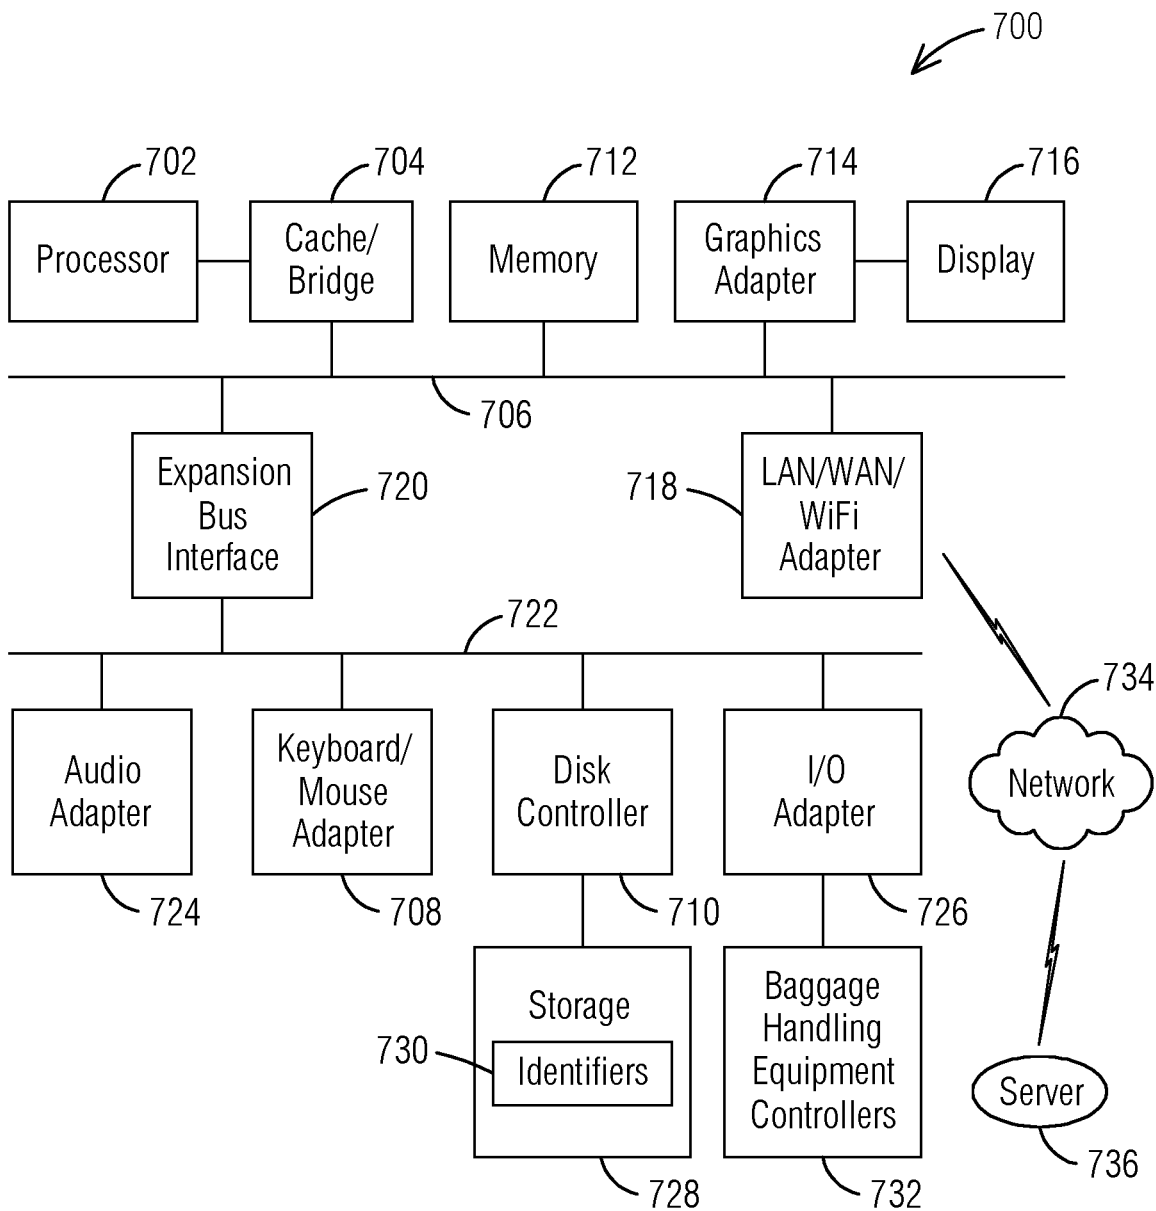 700
702
704
712
714
716
Processor
Cache/
Bridge
Memory
Graphics
Adapter
Display
706
Expansion
Bus
Interface
720
718
LAN/WAN/
WiFi
Adapter
722
734
Audio
Adapter
Keyboard/
Mouse
Adapter
Disk
Controller
I/O
Adapter
Network
724
708
710
726
Storage
730
Identifiers
Baggage
Handling
Equipment
Controllers
Server
728
732
736